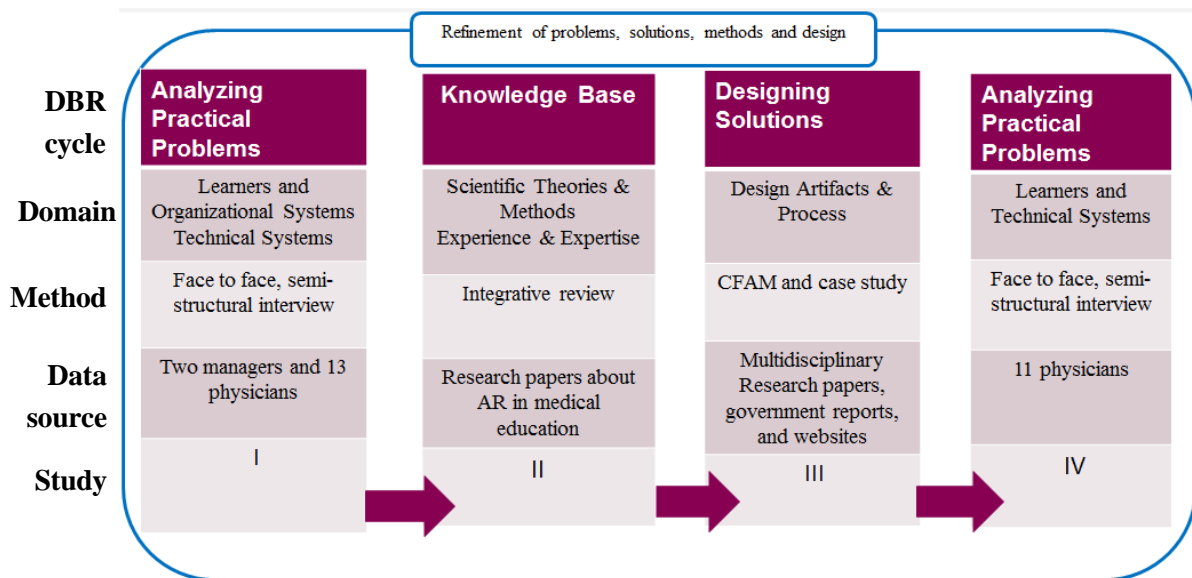 Refinement of problems, solutions, methods and design
DBR
cycle
Analyzing
Practical
Problems
Knowledge Base
Designing
Solutions
Analyzing
Practical
Problems
Domain
Learners and
Organizational Systems
Technical Systems
Scientific Theories &
Methods
Experience & Expertise
Design Artifacts &
Process
Learners and
Technical Systems
Method
Face to face, semi-
structural interview
Integrative review
CFAM and case study
Face to face, semi-
structural interview
Data
source
Two managers and 13
physicians
Research papers about
AR in medical
education
Multidisciplinary
Research papers,
government reports,
and websites
11 physicians
Study
I
II
III
IV